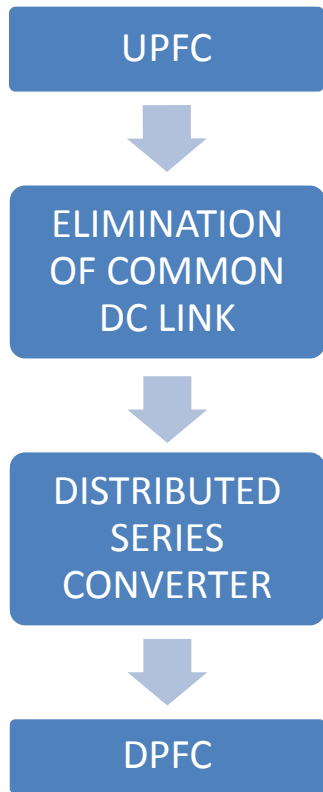 UPFC
ELIMINATION
OF COMMON
DC LINK
DISTRIBUTED
SERIES
CONVERTER
DPFC